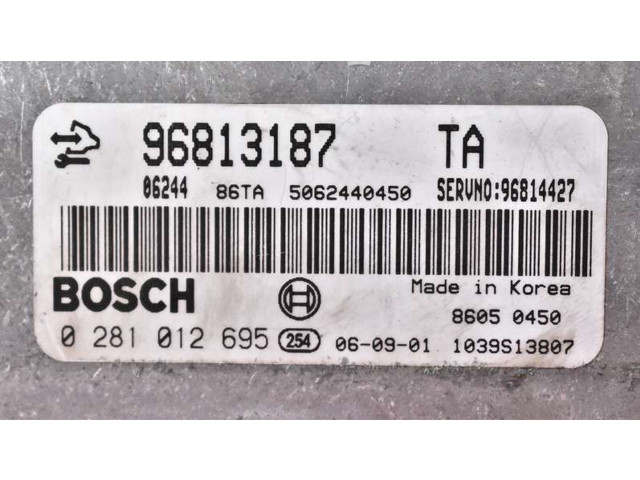 96813187 TA
06244 86TA 5062440450 SERVNO:96814427
BOSCH Made in Korea
8605 0450
0 281 012 695 254 06-09-01 1039S13807